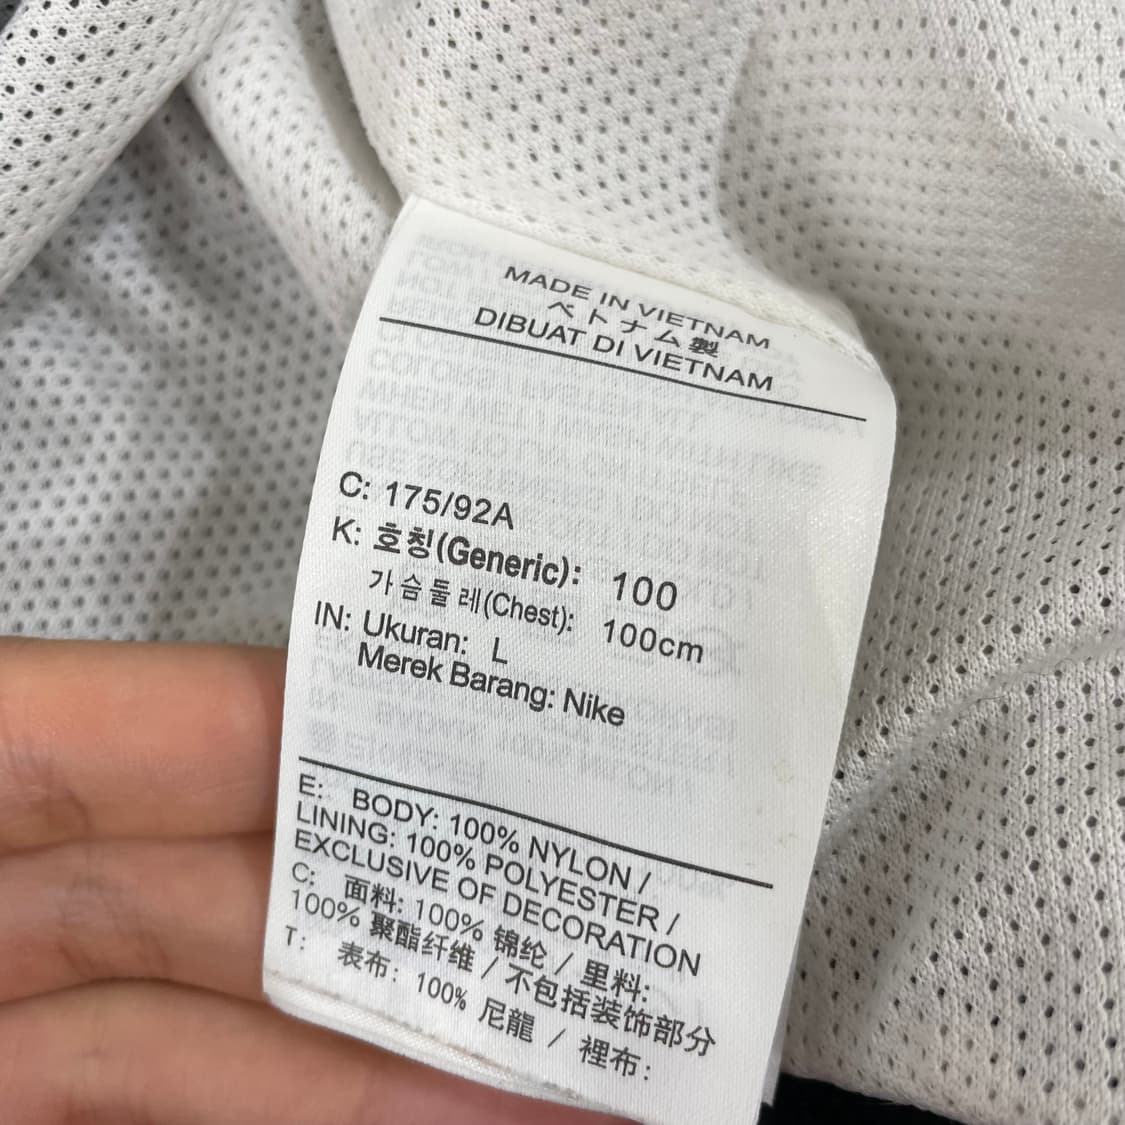 MADE IN VIETNAM
ベトナム製
DIBUAT DI VIETNAM
C: 175/92A
K: 호칭(Generic): 100
가슴둘레(Chest): 100cm
IN: Ukuran: L
Merek Barang: Nike
E: BODY: 100% NYLON /
LINING: 100% POLYESTER /
EXCLUSIVE OF DECORATION
C: 面料: 100% 锦纶 / 里料:
100% 聚酯纤维 / 不包括装饰部分
T: 表布: 100% 尼龍 / 裡布: